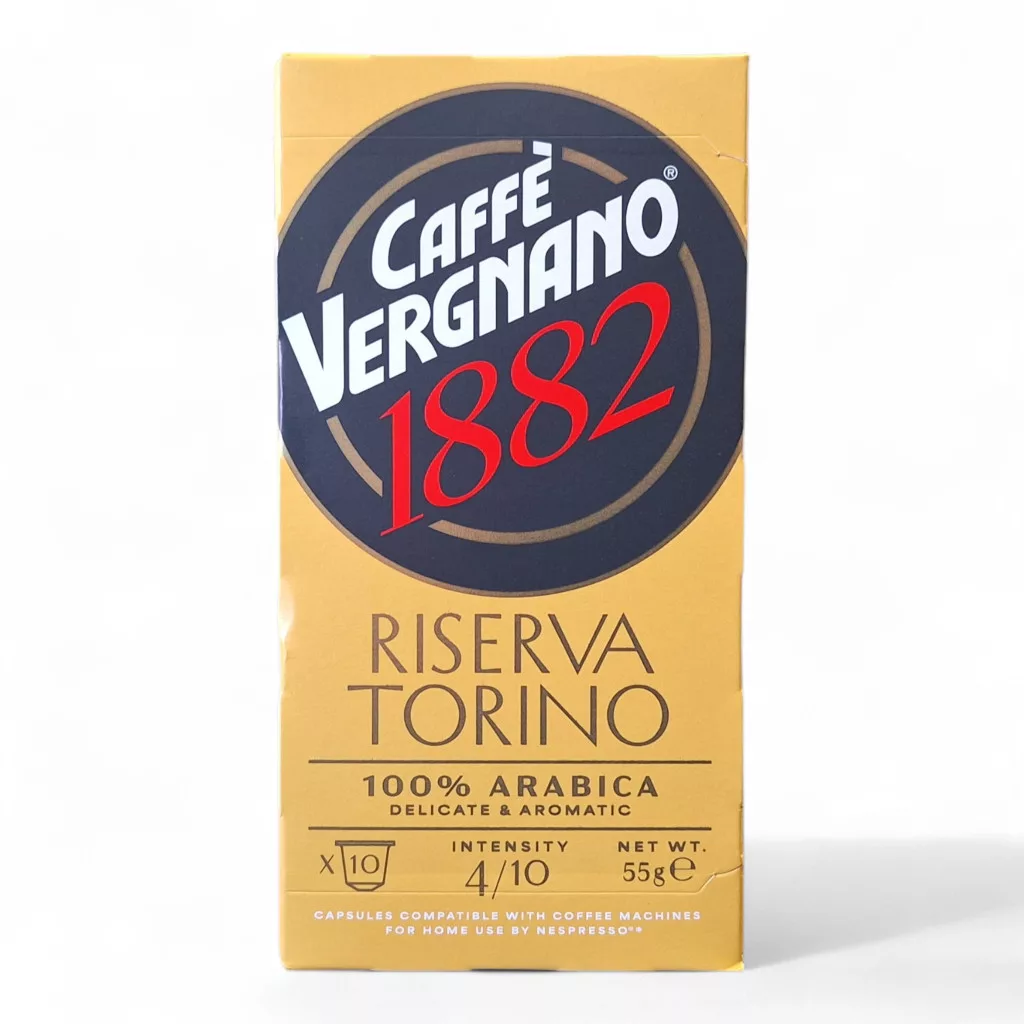 CAFFÈ
VERGNANO®
1882
RISERVA
TORINO
100% ARABICA
DELICATE & AROMATIC
X 10
INTENSITY
4/10
NET WT.
55g℮
CAPSULES COMPATIBLE WITH COFFEE MACHINES
FOR HOME USE BY NESPRESSO®*